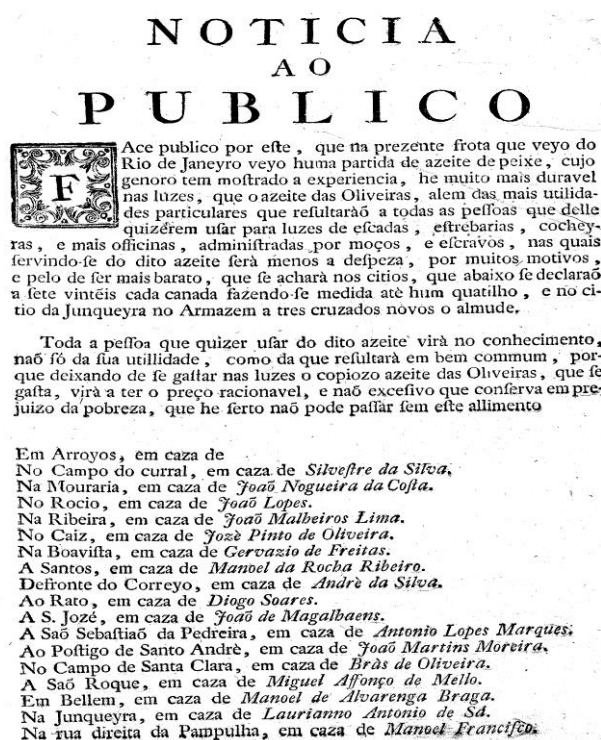 NOTICIA
AO
PUBLICO
FAce publico por eſte , que na prezente frota que veyo do
Rio de Janeyro veyo huma partida de azeite de peixe , cujo
genoro tem moſtrado a experiencia , he muito mais duravel
nas luzes , que o azeite das Oliveiras , alem das mais utilida-
des particulares que reſultaràõ a todas as peſſoas que delle
quizérem uſar para luzes de eſcadas , eſtrebarias , cochey-
ras , e mais officinas , adminiſtradas por moços , e eſcravos , nas quais
ſervindo-ſe do dito azeite ſerà menos a deſpeza , por muitos motivos ,
e pelo de ſer mais barato , que ſe acharà nos citios , que abaixo ſe declaraõ
a ſete vintèis cada canada fazendo-ſe medida atè hum quatilho , e no ci-
tio da Junqueyra no Armazem a tres cruzados novos o almude.
Toda a peſſoa que quizer uſar do dito azeite virà no conhecimento,
naõ ſó da ſua utillidade , como da que reſultarà em bem commum , por-
que deixando de ſe gaſtar nas luzes o copiozo azeite das Oliveiras , que ſe
gaſta , virà a ter o preço racionavel , e naõ exceſivo que conſerva em pre-
juizo da pobreza , que he ſerto naõ pode paſſar ſem eſte allimento
Em Arroyos, em caza de
No Campo do curral, em caza de Silveſtre da Silva.
Na Mouraria, em caza de Joaõ Nogueira da Coſta.
No Rocio, em caza de Joaõ Lopes.
Na Ribeira, em caza de Joaõ Malheiros Lima.
No Caiz, em caza de Jozè Pinto de Oliveira.
Na Boaviſta, em caza de Gervazio de Freitas.
A Santos, em caza de Manoel da Rocha Ribeiro.
Defronte do Correyo, em caza de Andrè da Silva.
Ao Rato, em caza de Diogo Soares.
A S. Jozé, em caza de Joaõ de Magalhaens.
A Saõ Sebaſtiaõ da Pedreira, em caza de Antonio Lopes Marques.
Ao Poſtigo de Santo Andrè, em caza de Joaõ Martins Moreira.
No Campo de Santa Clara, em caza de Bràs de Oliveira.
A Saõ Roque, em caza de Miguel Affonço de Mello.
Em Bellem, em caza de Manoel de Alvarenga Braga.
Na Junqueyra, em caza de Laurianno Antonio de Sá.
Na rua direita da Pampulha, em caza de Manoel Franciſco.